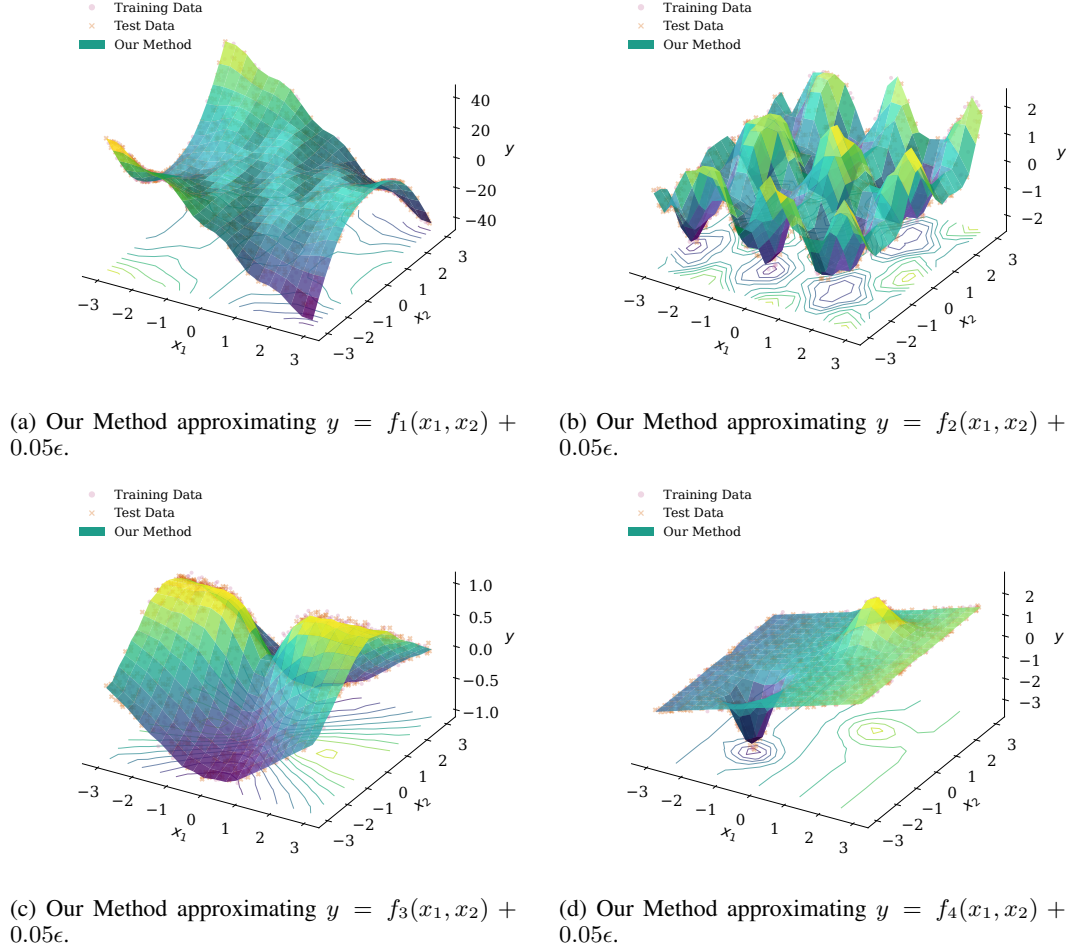 Training Data
Test Data
Our Method
Training Data
Test Data
Our Method
40
20
0
−20
−40
y
−3
−2
−1
0
1
2
3
x₁
−3
−2
−1
0
1
2
3
x₂
2
1
0
−1
−2
y
−3
−2
−1
0
1
2
3
x₁
−3
−2
−1
0
1
2
3
x₂
(a) Our Method approximating y = f₁(x₁, x₂) +
0.05ϵ.
(b) Our Method approximating y = f₂(x₁, x₂) +
0.05ϵ.
Training Data
Test Data
Our Method
Training Data
Test Data
Our Method
1.0
0.5
0.0
−0.5
−1.0
y
−3
−2
−1
0
1
2
3
x₁
−3
−2
−1
0
1
2
3
x₂
2
1
0
−1
−2
−3
y
−3
−2
−1
0
1
2
3
x₁
−3
−2
−1
0
1
2
3
x₂
(c) Our Method approximating y = f₃(x₁, x₂) +
0.05ϵ.
(d) Our Method approximating y = f₄(x₁, x₂) +
0.05ϵ.